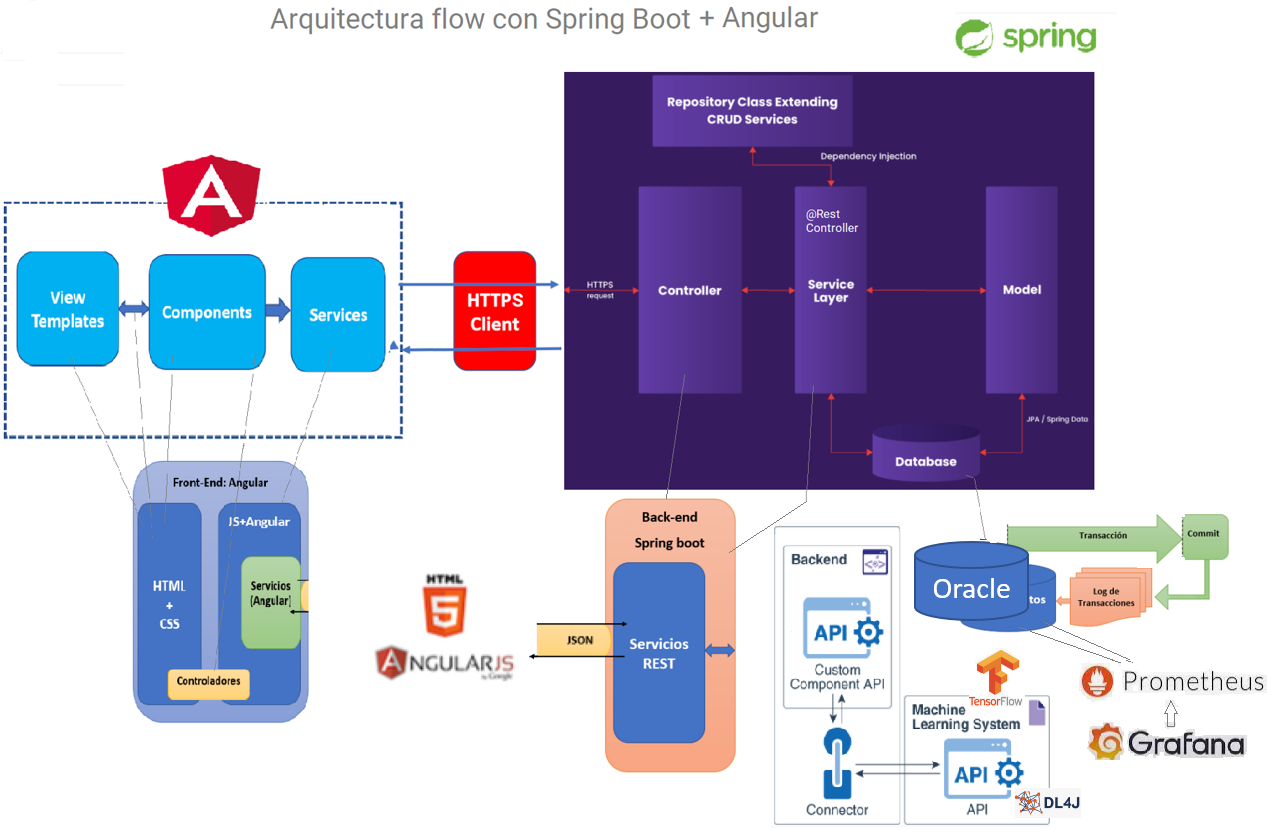 Arquitectura flow con Spring Boot + Angular
spring
Repository Class Extending
CRUD Services
Dependency Injection
@Rest
Controller
HTTPS
request
Controller
Service
Layer
Model
JPA / Spring Data
Database
A
View
Templates
Components
Services
HTTPS
Client
Front-End: Angular
JS+Angular
HTML
+
CSS
Servicios
(Angular)
Controladores
HTML
5
ANGULARJS
by Google
JSON
Back-end
Spring boot
Servicios
REST
Backend
API
Custom
Component API
Connector
Machine
Learning System
API
API
TensorFlow
DL4J
Oracle
tos
Transacción
Commit
Log de
Transacciones
Prometheus
Grafana